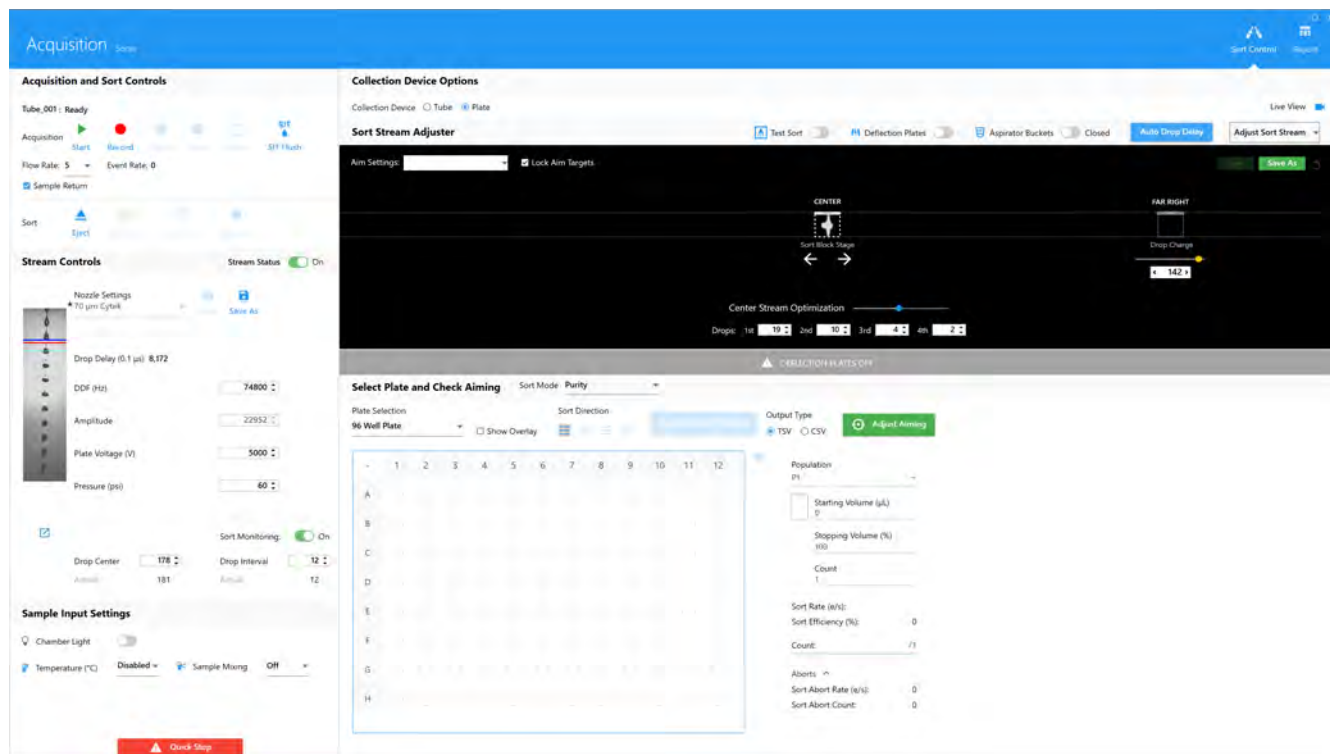 Acquisition
Sort Control
Acquisition and Sort Controls
Tube_001 : Ready
Acquisition
Start
Record
SIT Flush
Flow Rate: 5
Event Rate: 0
Sample Return
Sort
Eject
Stream Controls
Stream Status On
Nozzle Settings
*70 µm Cytek
Save As
Drop Delay (0.1 µs) 8,172
DDF (Hz) 74800
Amplitude 22952
Plate Voltage (V) 5000
Pressure (psi) 60
Sort Monitoring: On
Drop Center 178 Drop Interval 12
Actual 181 Actual 12
Sample Input Settings
Chamber Light
Temperature (°C) Disabled Sample Mixing Off
Quick Stop
Collection Device Options
Collection Device Tube Plate
Live View
Sort Stream Adjuster
Test Sort Deflection Plates Aspirator Buckets Closed Auto Drop Delay Adjust Sort Stream
Aim Settings: Lock Aim Targets Save As
CENTER FAR RIGHT
Sort Block Stage Drop Charge
142
Center Stream Optimization
Drops: 1st 19 2nd 10 3rd 4 4th 2
DEFLECTION PLATES OFF
Select Plate and Check Aiming Sort Mode Purity
Plate Selection Sort Direction Output Type
96 Well Plate Show Overlay TSV CSV Adjust Aiming
- 1 2 3 4 5 6 7 8 9 10 11 12
A
B
C
D
E
F
G
H
Population
P1
Starting Volume (µL)
0
Stopping Volume (%)
100
Count
1
Sort Rate (e/s):
Sort Efficiency (%): 0
Count: /1
Aborts
Sort Abort Rate (e/s): 0
Sort Abort Count: 0